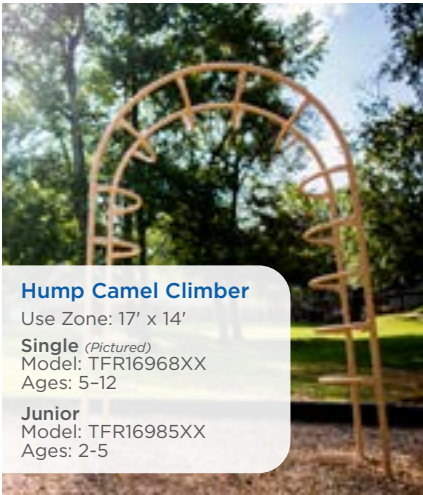 Hump Camel Climber
Use Zone: 17' x 14'
Single (Pictured)
Model: TFR16968XX
Ages: 5–12
Junior
Model: TFR16985XX
Ages: 2-5